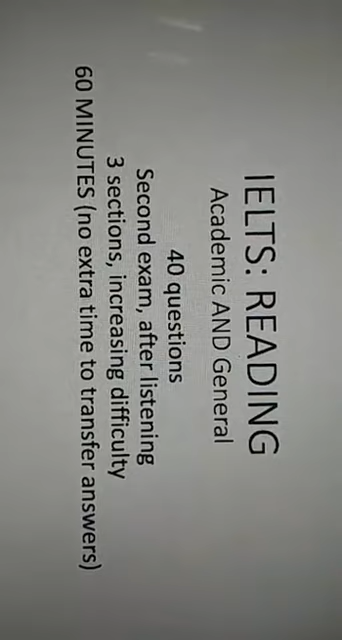 IELTS: READING
Academic AND General
40 questions
Second exam, after listening
3 sections, increasing difficulty
60 MINUTES (no extra time to transfer answers)